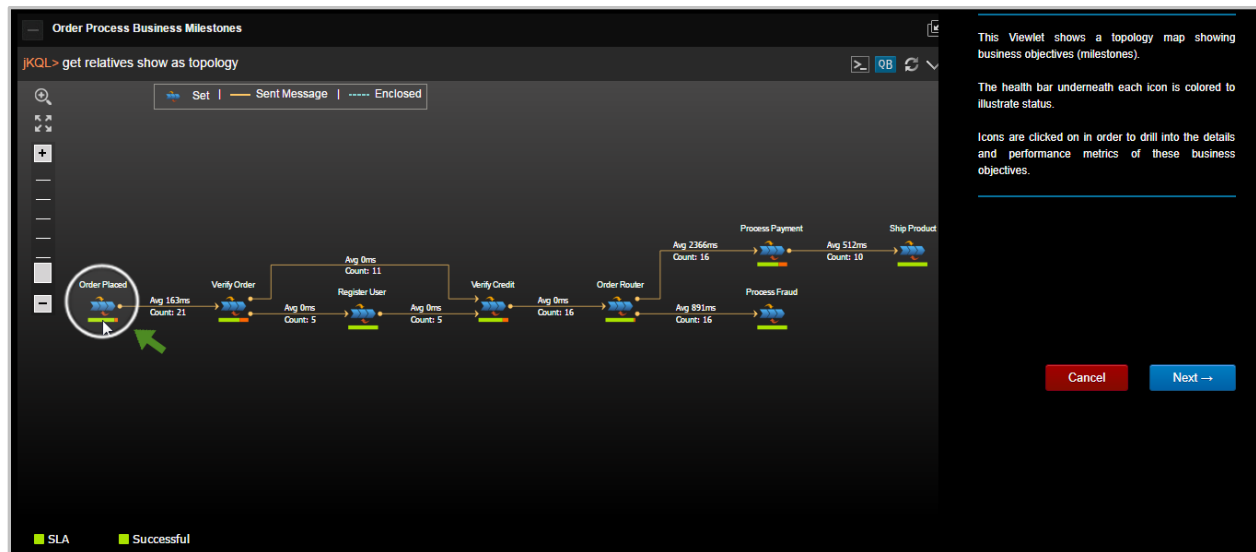 Order Process Business Milestones
jKQL> get relatives show as topology
>_ QB
Set | Sent Message | Enclosed
+
−
Order Placed
Avg 163ms
Count: 21
Verify Order
Avg 0ms
Count: 11
Avg 0ms
Count: 5
Register User
Avg 0ms
Count: 5
Verify Credit
Avg 0ms
Count: 16
Order Router
Avg 2366ms
Count: 16
Process Payment
Avg 512ms
Count: 10
Ship Product
Avg 891ms
Count: 16
Process Fraud
SLA Successful
This Viewlet shows a topology map showing
business objectives (milestones).
The health bar underneath each icon is colored to
illustrate status.
Icons are clicked on in order to drill into the details
and performance metrics of these business
objectives.
Cancel Next →